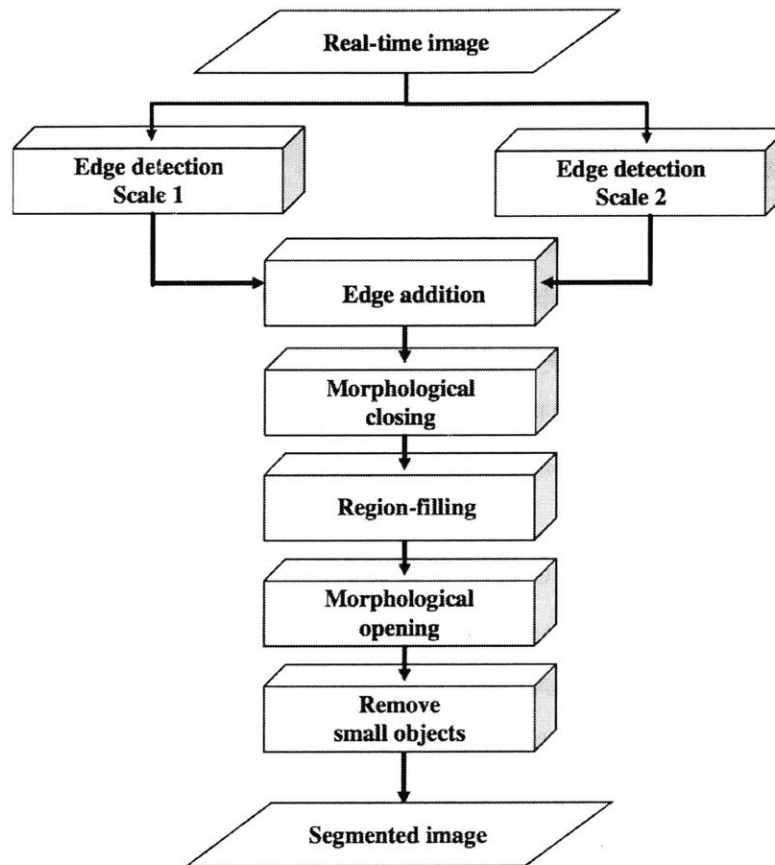 Real-time image
Edge detection
Scale 1
Edge detection
Scale 2
Edge addition
Morphological
closing
Region-filling
Morphological
opening
Remove
small objects
Segmented image